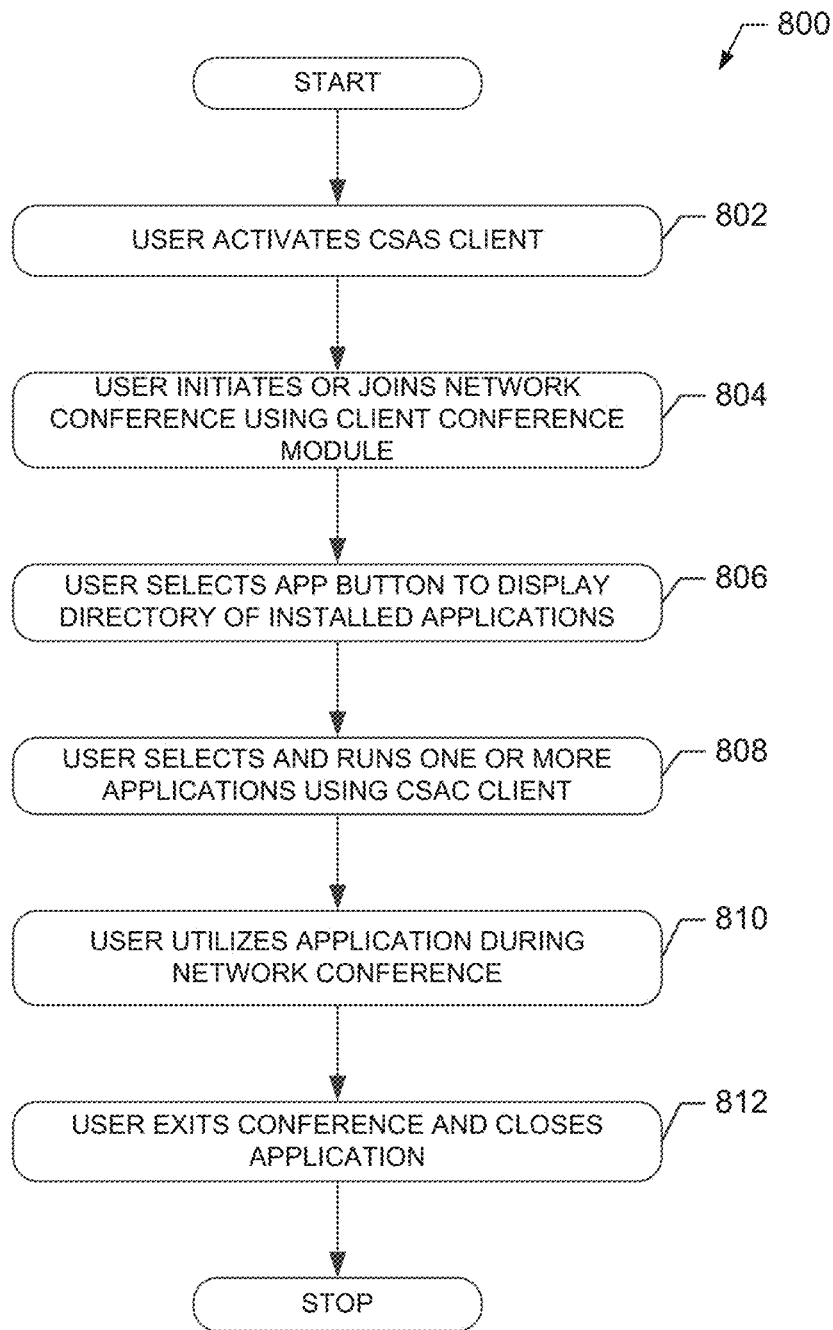 800
START
USER ACTIVATES CSAS CLIENT
802
USER INITIATES OR JOINS NETWORK
CONFERENCE USING CLIENT CONFERENCE
MODULE
804
USER SELECTS APP BUTTON TO DISPLAY
DIRECTORY OF INSTALLED APPLICATIONS
806
USER SELECTS AND RUNS ONE OR MORE
APPLICATIONS USING CSAC CLIENT
808
USER UTILIZES APPLICATION DURING
NETWORK CONFERENCE
810
USER EXITS CONFERENCE AND CLOSES
APPLICATION
812
STOP